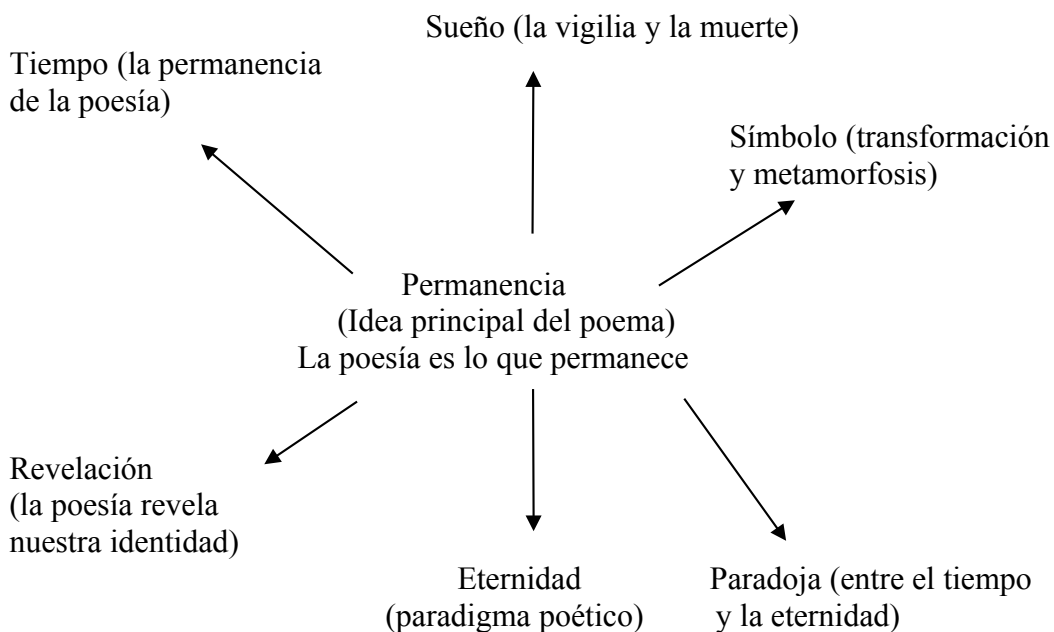 Sueño (la vigilia y la muerte)
Tiempo (la permanencia
de la poesía)
Símbolo (transformación
y metamorfosis)
Permanencia
(Idea principal del poema)
La poesía es lo que permanece
Revelación
(la poesía revela
nuestra identidad)
Eternidad
(paradigma poético)
Paradoja (entre el tiempo
y la eternidad)